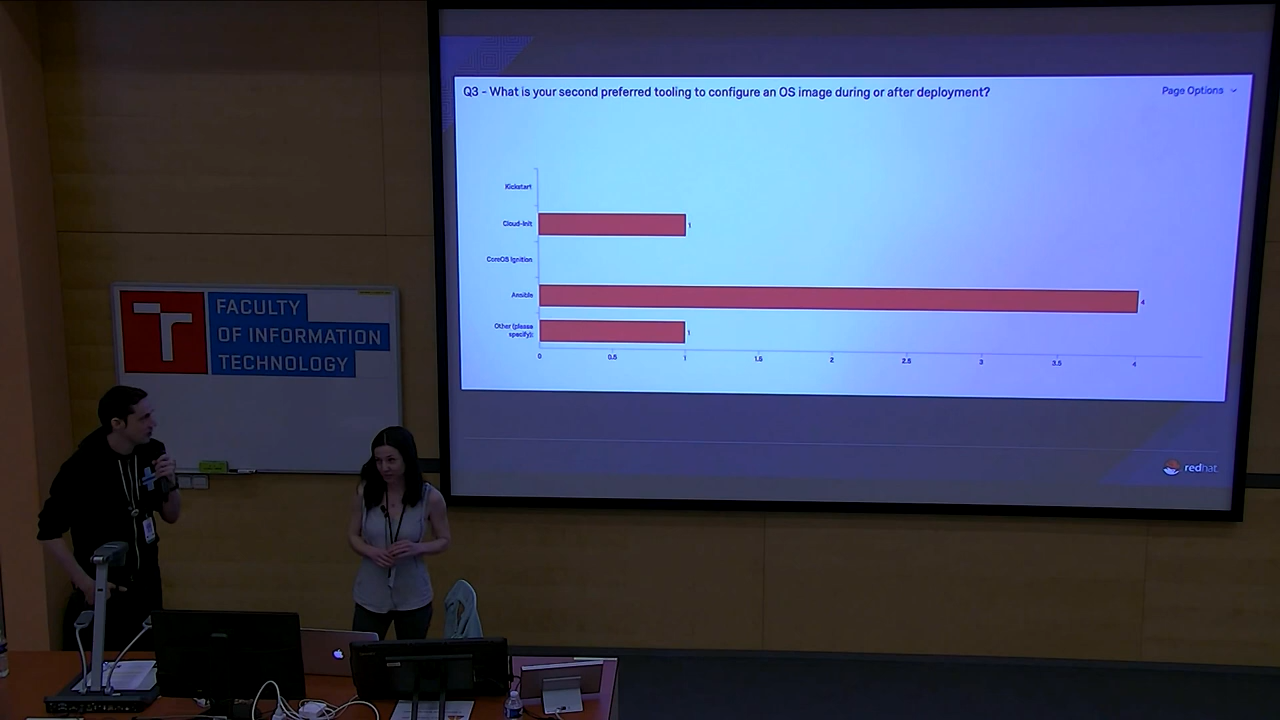 Q3 - What is your second preferred tooling to configure an OS image during or after deployment?
Page Options
Kickstart
Cloud-Init
1
CoreOS Ignition
Ansible
4
Other (please
specify):
1
0
0.5
1
1.5
2
2.5
3
3.5
4
redhat
FACULTY
OF INFORMATION
TECHNOLOGY